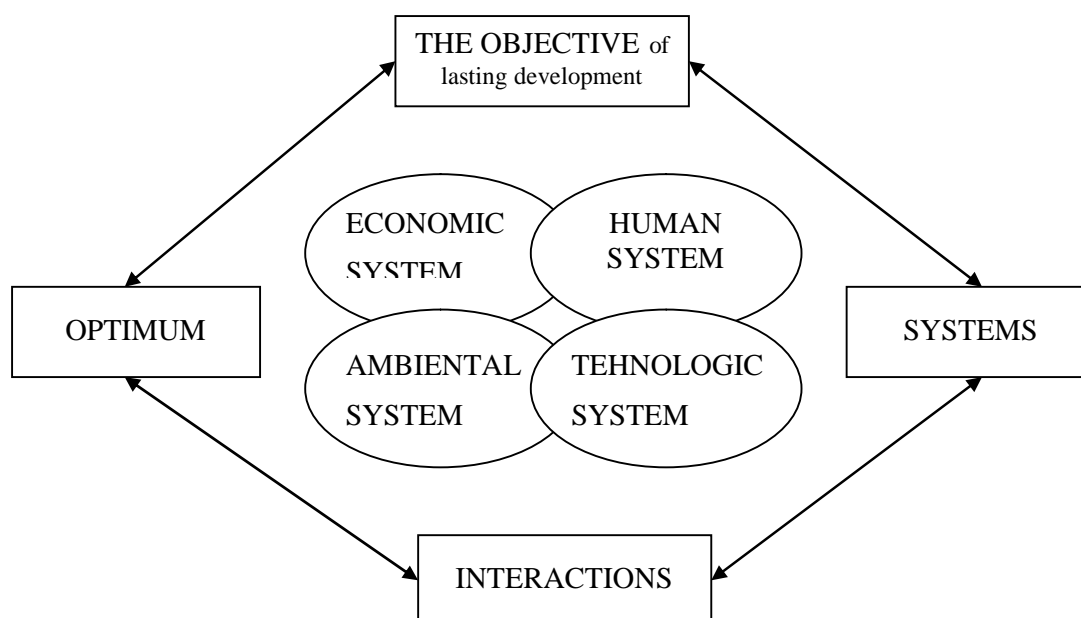 THE OBJECTIVE of
lasting development
ECONOMIC
SYSTEM
HUMAN
SYSTEM
OPTIMUM
SYSTEMS
AMBIENTAL
SYSTEM
TEHNOLOGIC
SYSTEM
INTERACTIONS